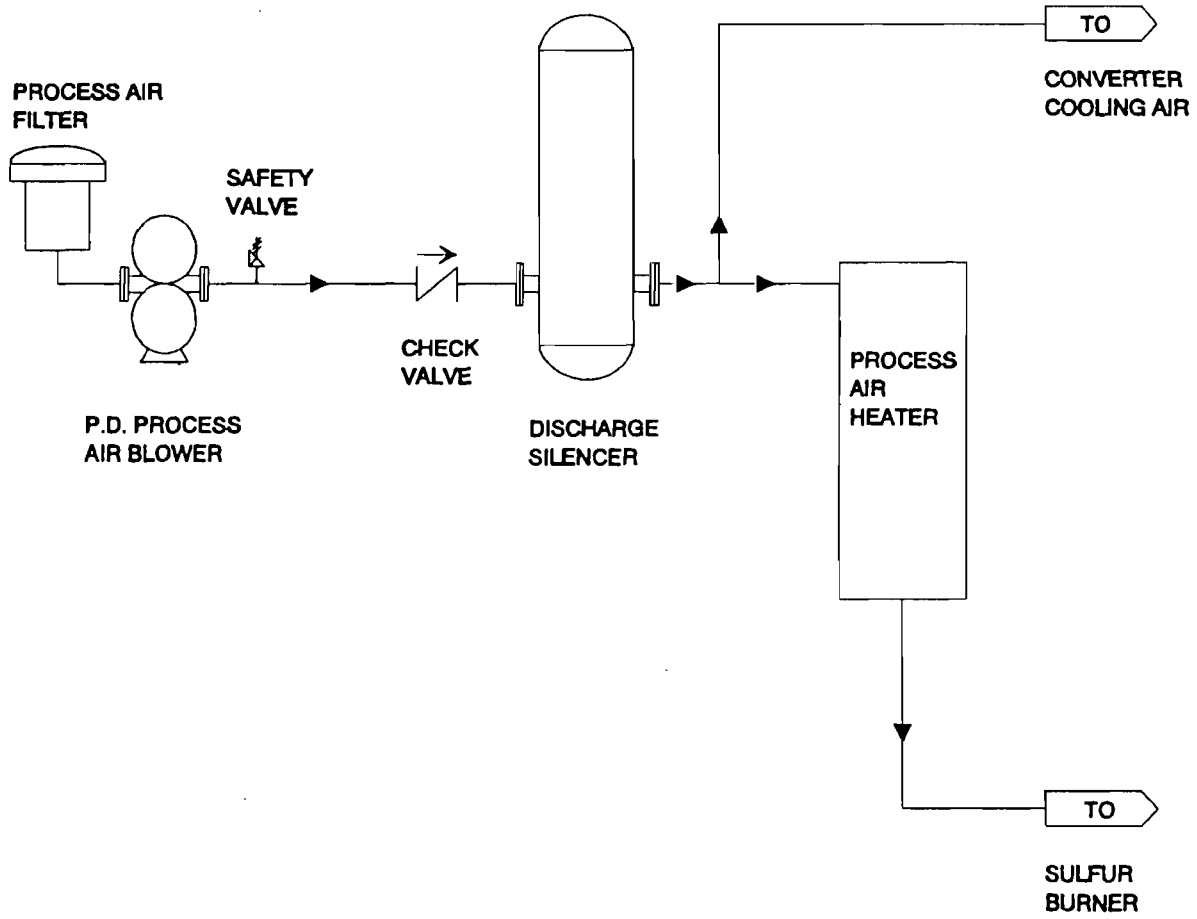 TO
CONVERTER
COOLING AIR
PROCESS AIR
FILTER
SAFETY
VALVE
CHECK
VALVE
P.D. PROCESS
AIR BLOWER
DISCHARGE
SILENCER
PROCESS
AIR
HEATER
TO
SULFUR
BURNER